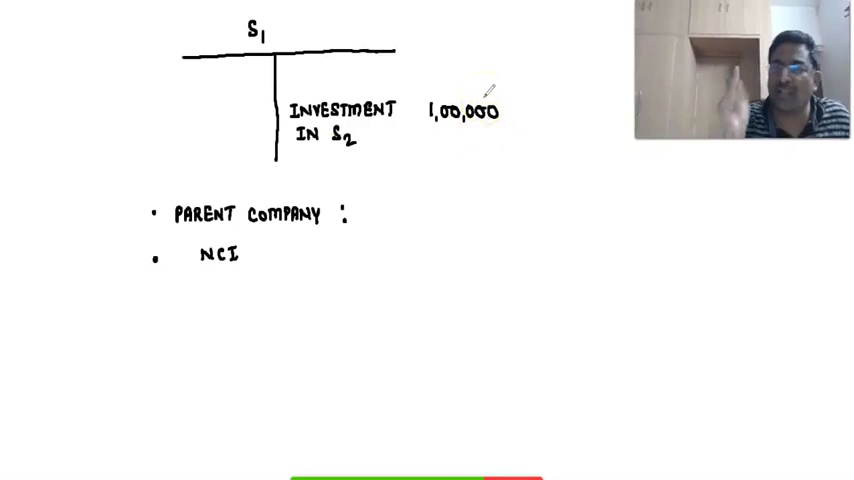 S1
INVESTMENT 1,00,000
IN S2
• PARENT COMPANY :
• NCI